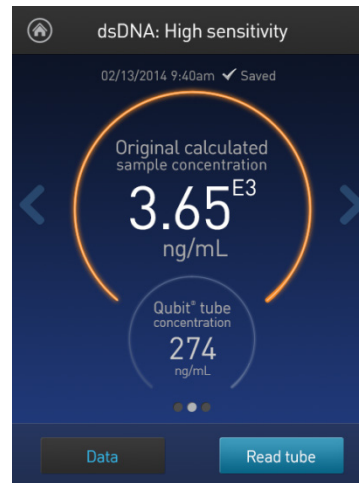 dsDNA: High sensitivity
02/13/2014 9:40am ✓ Saved
Original calculated
sample concentration
3.65E3
ng/mL
Qubit® tube
concentration
274
ng/mL
Data Read tube